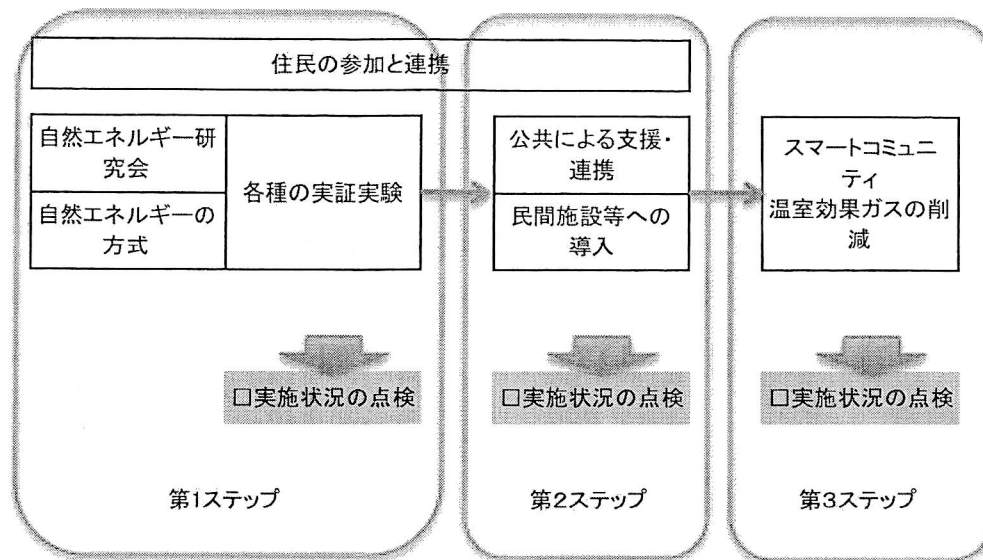 住民の参加と連携
自然エネルギー研
究会
自然エネルギーの
方式
各種の実証実験
公共による支援・
連携
民間施設等への
導入
スマートコミュニ
ティ
温室効果ガスの削
減
□実施状況の点検
□実施状況の点検
□実施状況の点検
第1ステップ
第2ステップ
第3ステップ